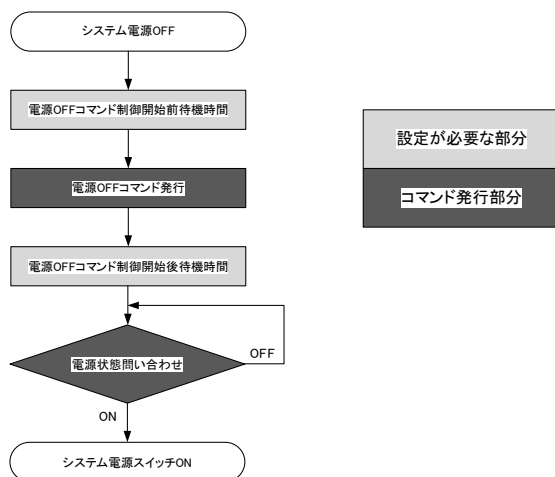 システム電源OFF
電源OFFコマンド制御開始前待機時間
電源OFFコマンド発行
電源OFFコマンド制御開始後待機時間
電源状態問い合わせ
OFF
ON
システム電源スイッチON
設定が必要な部分
コマンド発行部分